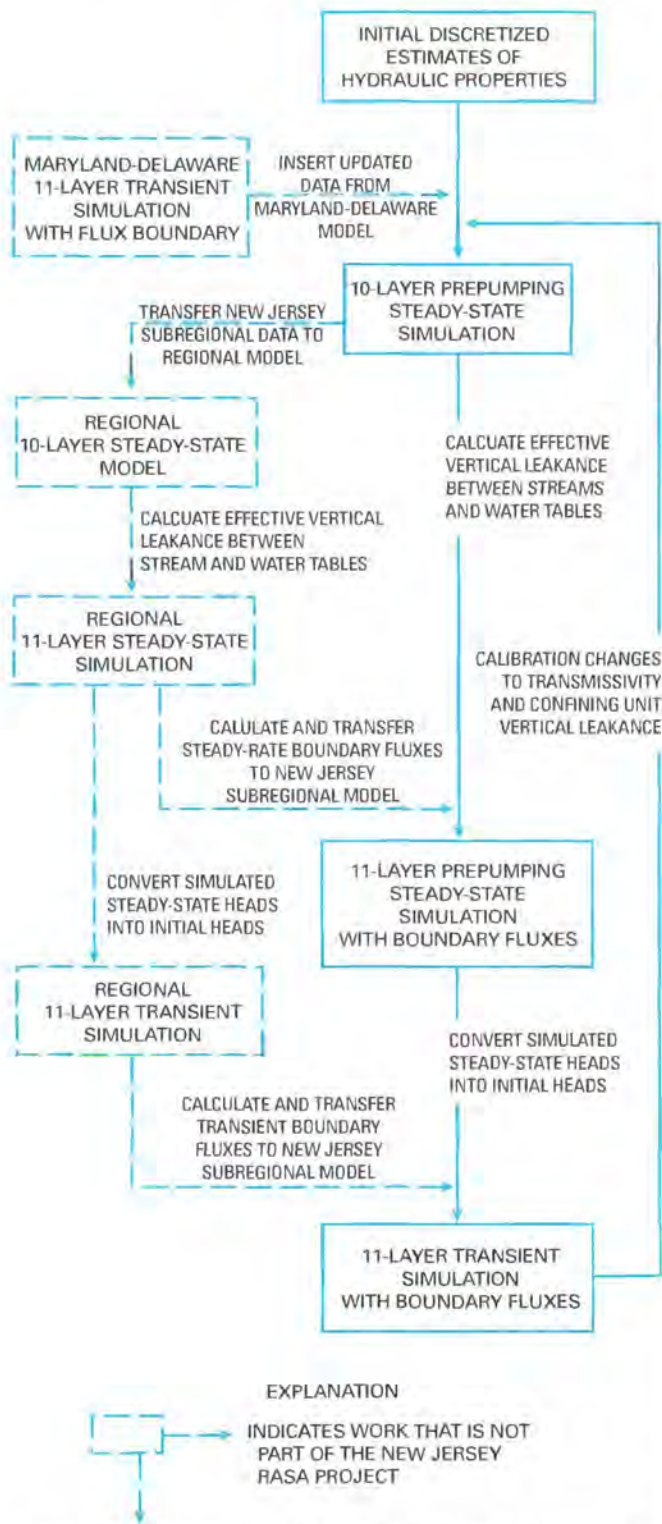 INITIAL DISCRETIZED
ESTIMATES OF
HYDRAULIC PROPERTIES
MARYLAND-DELAWARE
11-LAYER TRANSIENT
SIMULATION
WITH FLUX BOUNDARY
INSERT UPDATED
DATA FROM
MARYLAND-DELAWARE
MODEL
10-LAYER PREPUMPING
STEADY-STATE
SIMULATION
TRANSFER NEW JERSEY
SUBREGIONAL DATA TO
REGIONAL MODEL
REGIONAL
10-LAYER STEADY-STATE
MODEL
CALCUATE EFFECTIVE
VERTICAL LEAKANCE
BETWEEN STREAMS
AND WATER TABLES
CALCUATE EFFECTIVE VERTICAL
LEAKANCE BETWEEN
STREAM AND WATER TABLES
REGIONAL
11-LAYER STEADY-STATE
SIMULATION
CALIBRATION CHANGES
TO TRANSMISSIVITY
AND CONFINING UNIT
VERTICAL LEAKANCE
CALULATE AND TRANSFER
STEADY-RATE BOUNDARY FLUXES
TO NEW JERSEY
SUBREGIONAL MODEL
11-LAYER PREPUMPING
STEADY-STATE
SIMULATION
WITH BOUNDARY FLUXES
CONVERT SIMULATED
STEADY-STATE HEADS
INTO INITIAL HEADS
REGIONAL
11-LAYER TRANSIENT
SIMULATION
CONVERT SIMULATED
STEADY-STATE HEADS
INTO INITIAL HEADS
CALCULATE AND TRANSFER
TRANSIENT BOUNDARY
FLUXES TO NEW JERSEY
SUBREGIONAL MODEL
11-LAYER TRANSIENT
SIMULATION
WITH BOUNDARY FLUXES
EXPLANATION
INDICATES WORK THAT IS NOT
PART OF THE NEW JERSEY
RASA PROJECT